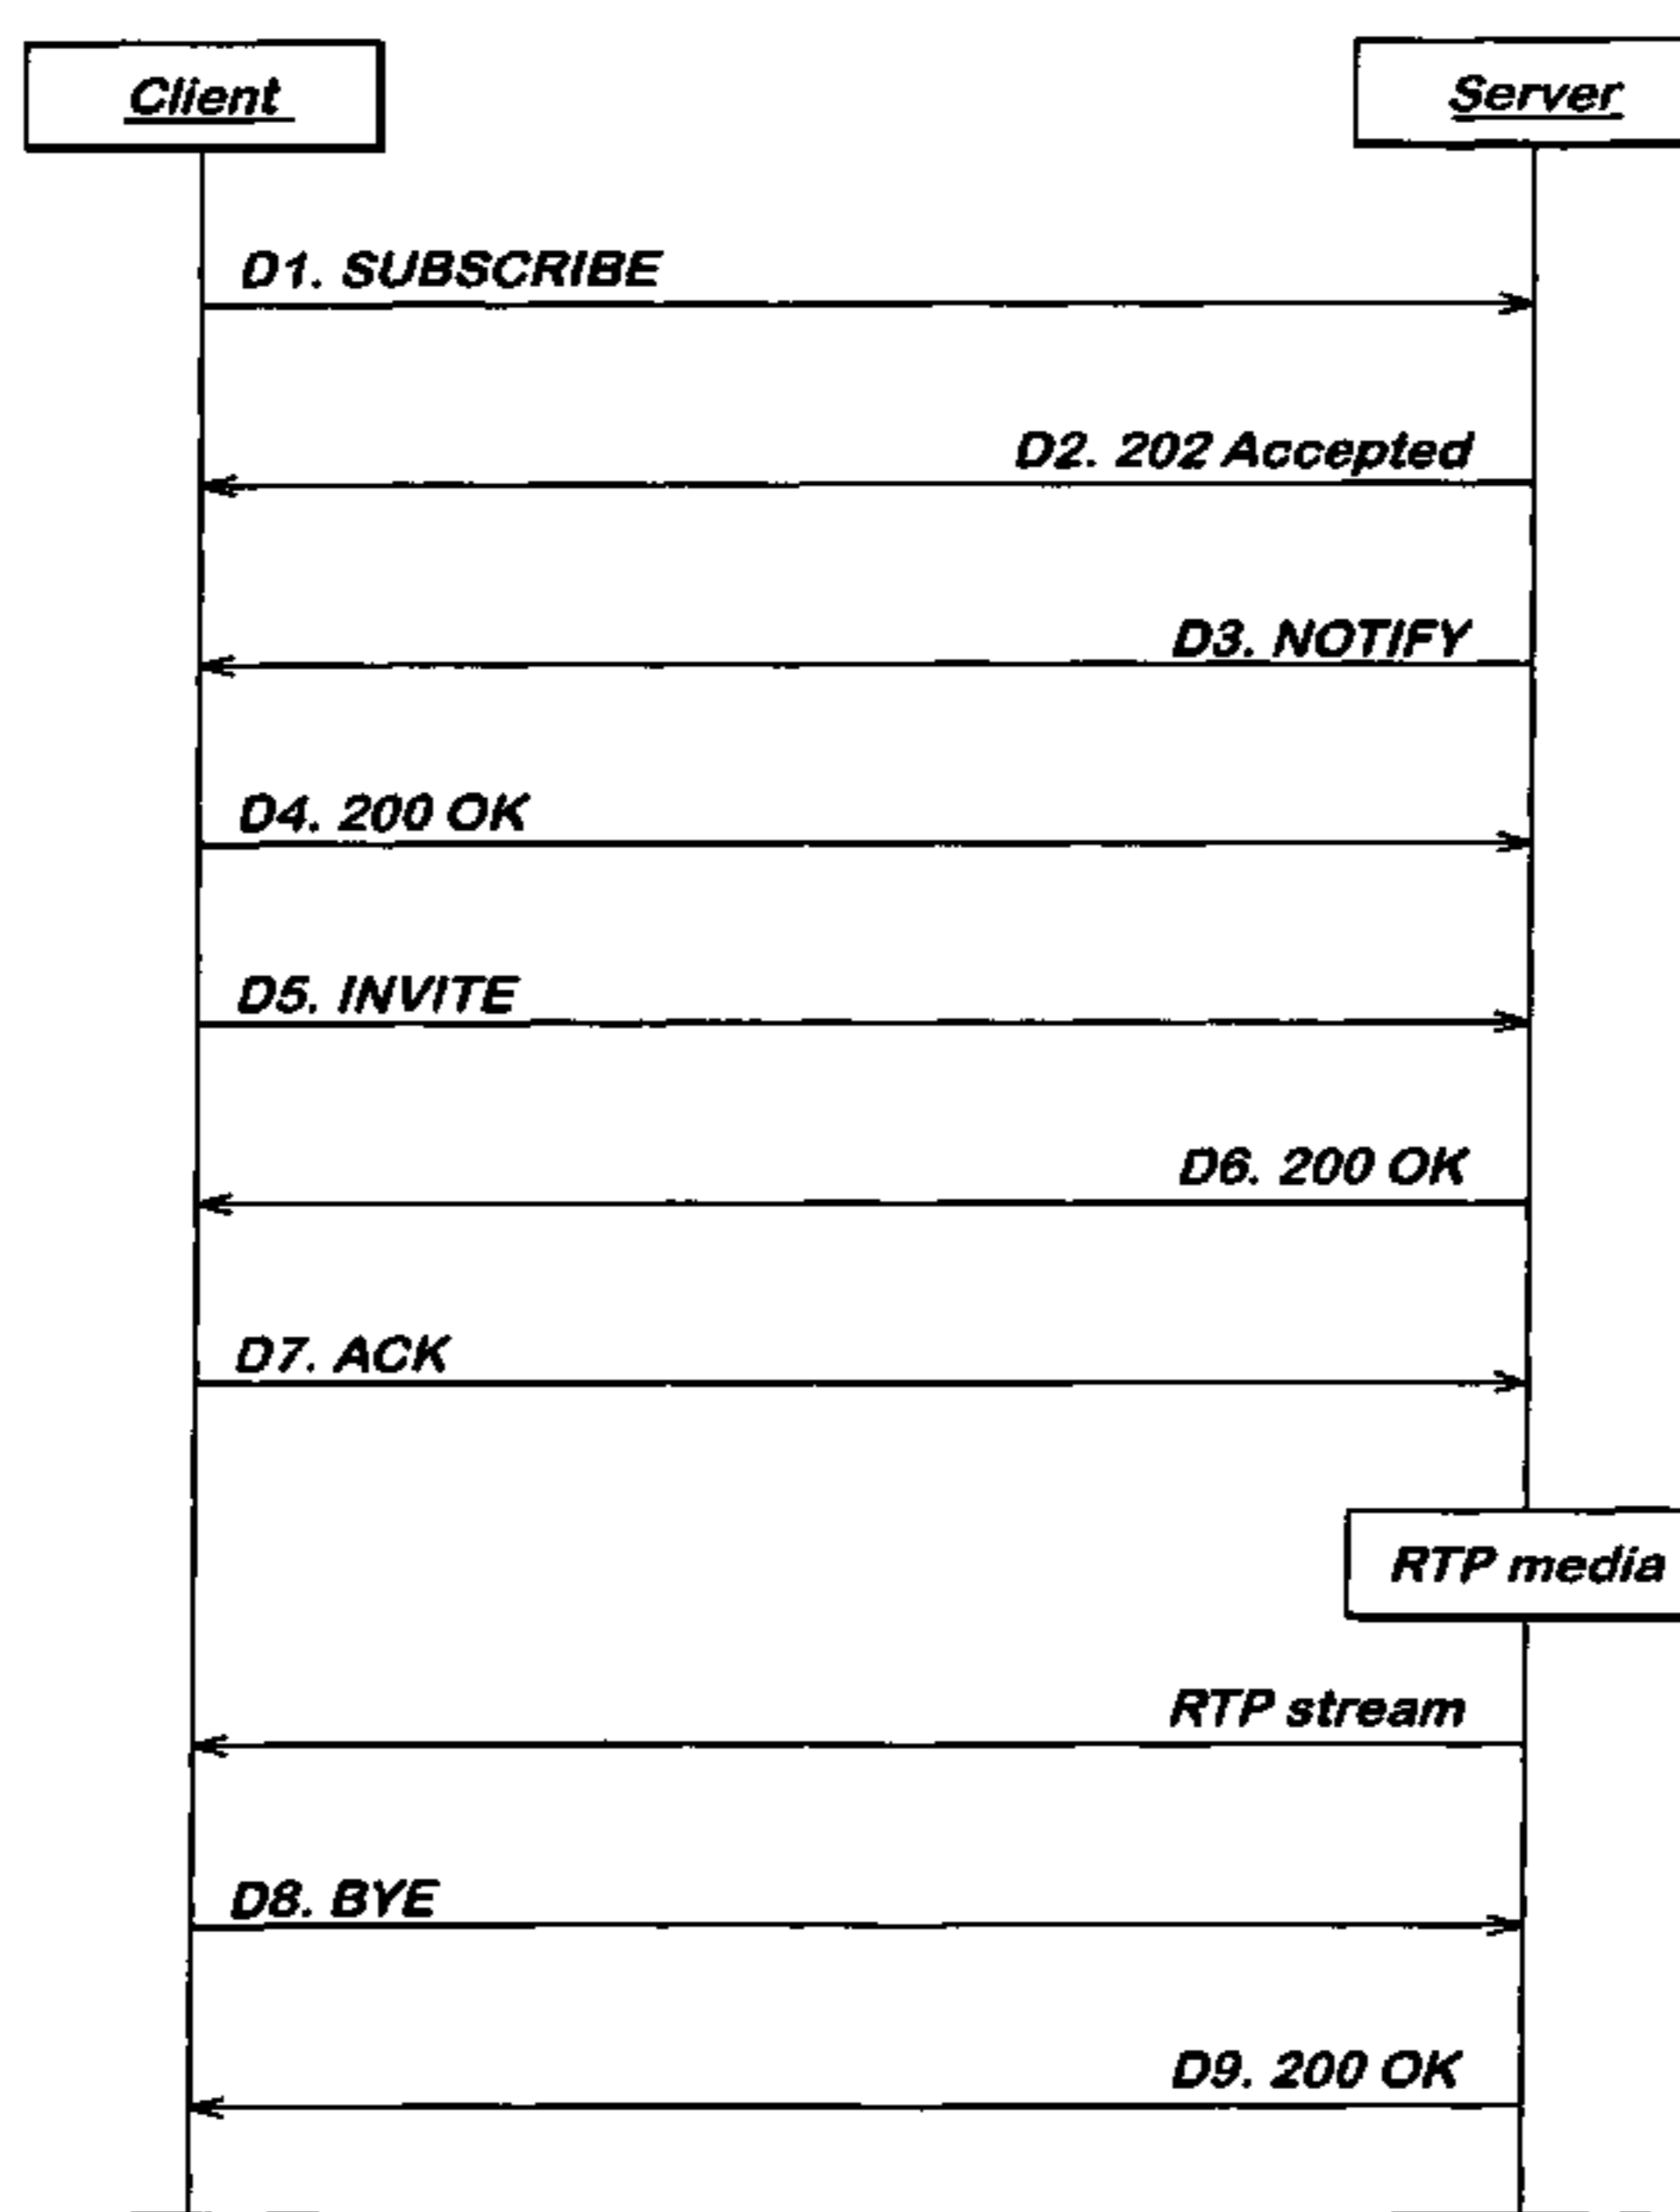 Client
Server
D1. SUBSCRIBE
D2. 202 Accepted
D3. NOTIFY
D4. 200 OK
D5. INVITE
D6. 200 OK
D7. ACK
RTP media
RTP stream
D8. BYE
D9. 200 OK